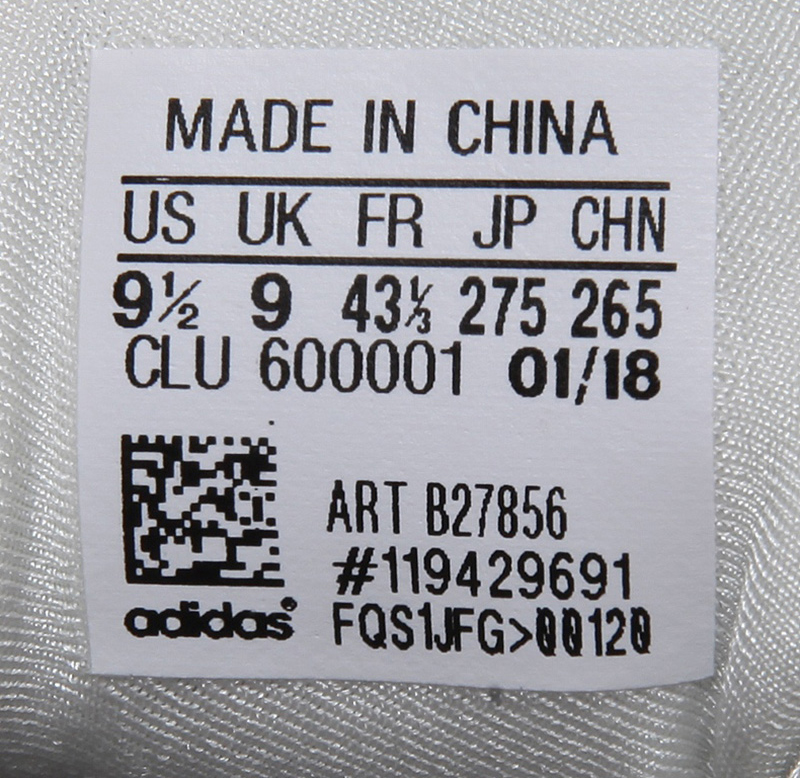 MADE IN CHINA
US UK FR JP CHN
9½ 9 43⅓ 275 265
CLU 600001 01/18
ART B27856
#119429691
adidas®
FQS1JFG>00120